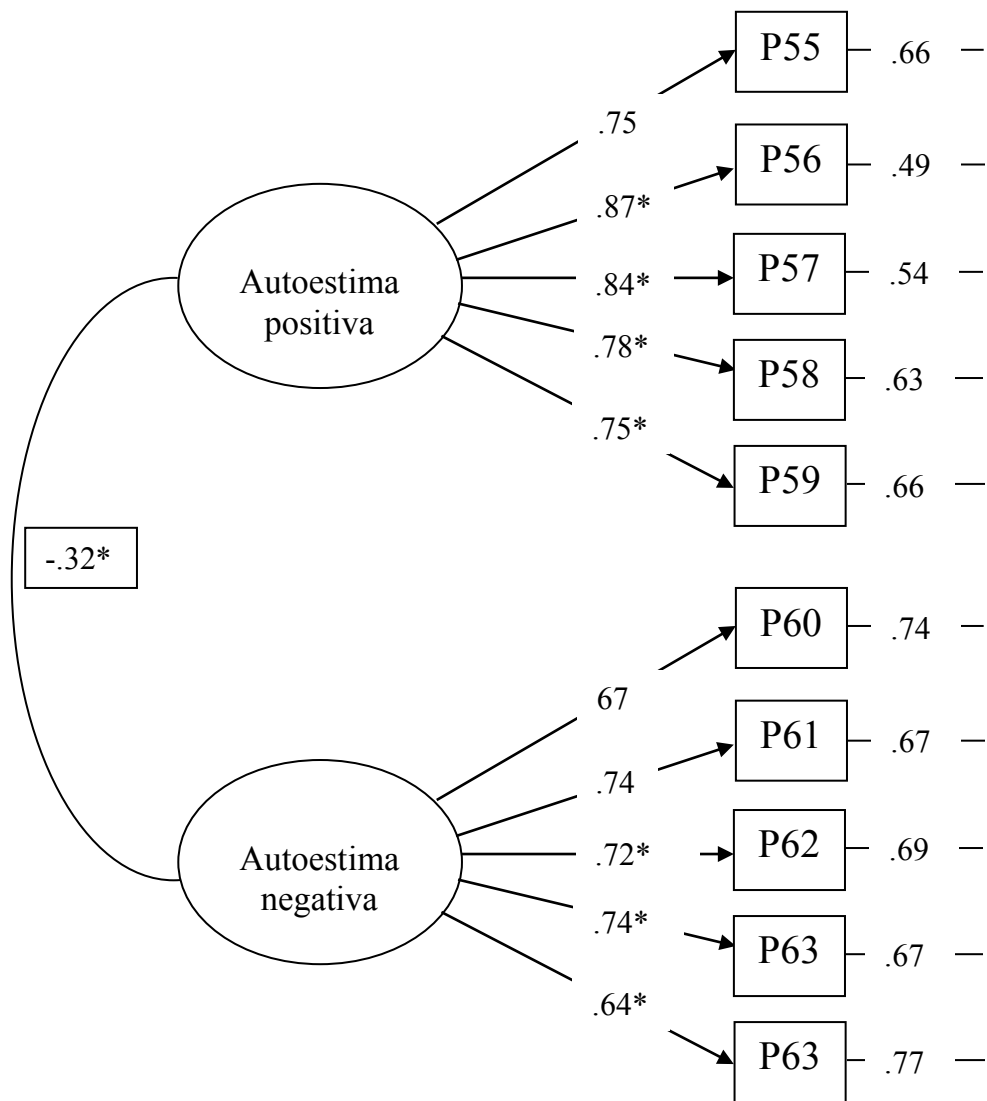 P55 .66
.75
P56 .49
.87*
Autoestima
positiva
.84*
P57 .54
.78*
P58 .63
.75*
P59 .66
-.32*
P60 .74
67
P61 .67
.74
Autoestima
negativa
.72*
P62 .69
.74*
P63 .67
.64*
P63 .77